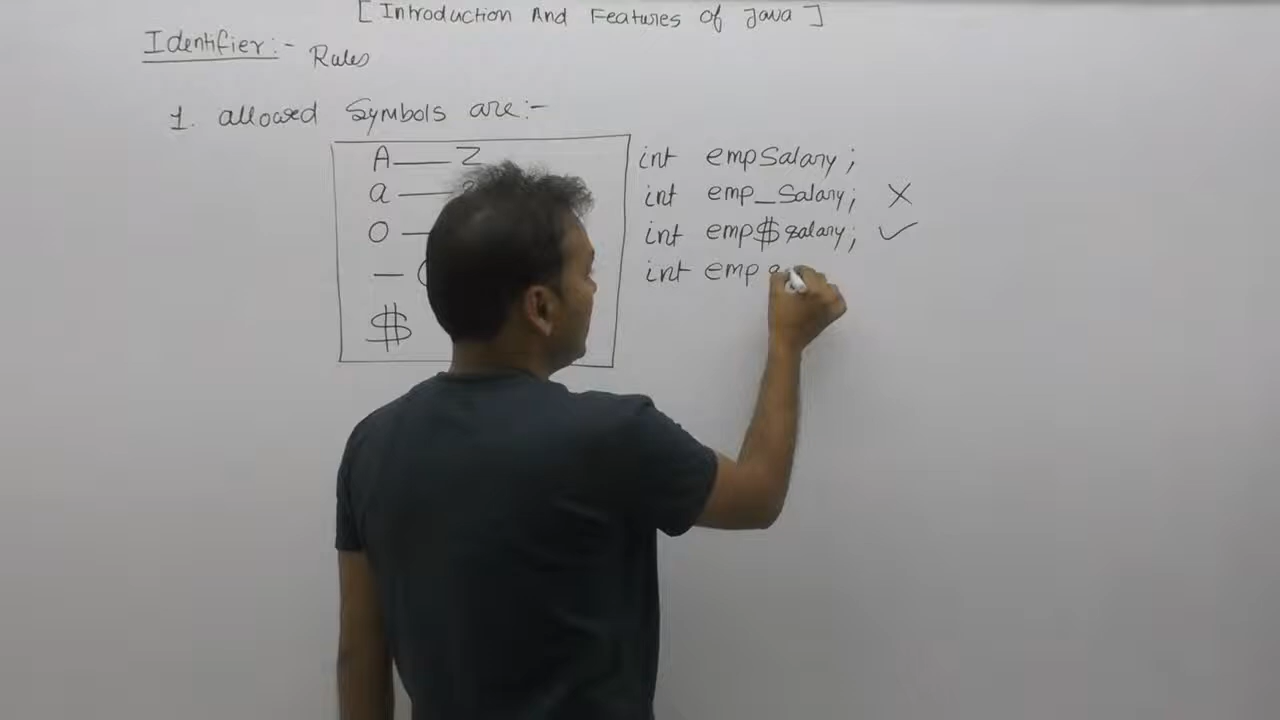 [ Introduction And Features of Java ]
Identifier:- Rules
1. allowed Symbols are:-
A — Z
a —
0 —
_ (
$
int empSalary;
int emp_Salary; X
int emp$salary; ✓
int emp